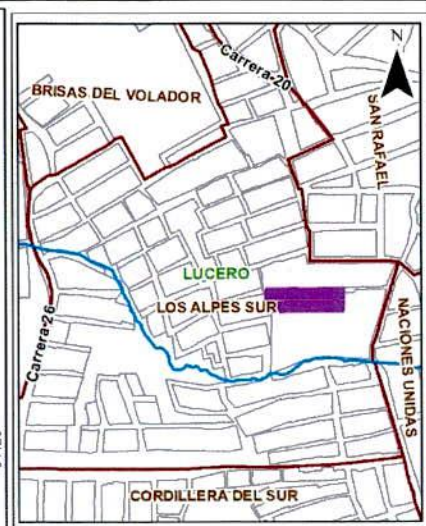 N
Carrera-20
BRISAS DEL VOLADOR
SAN RAFAEL
LUCERO
LOS ALPES SUR
Carrera-26
NACIONES UNIDAS
CORDILLERA DEL SUR